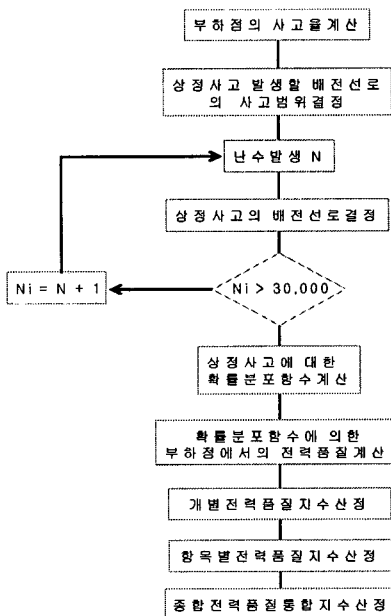 부하점의 사고율계산
상정사고 발생할 배전선로
의 사고범위결정
난수발생 N
상정사고의 배전선로결정
Ni = N + 1
Ni > 30,000
상정사고에 대한
확률분포함수계산
확률분포함수에 의한
부하점에서의 전력품질계산
개별전력품질지수산정
항목별전력품질지수산정
종합전력품질통합지수산정